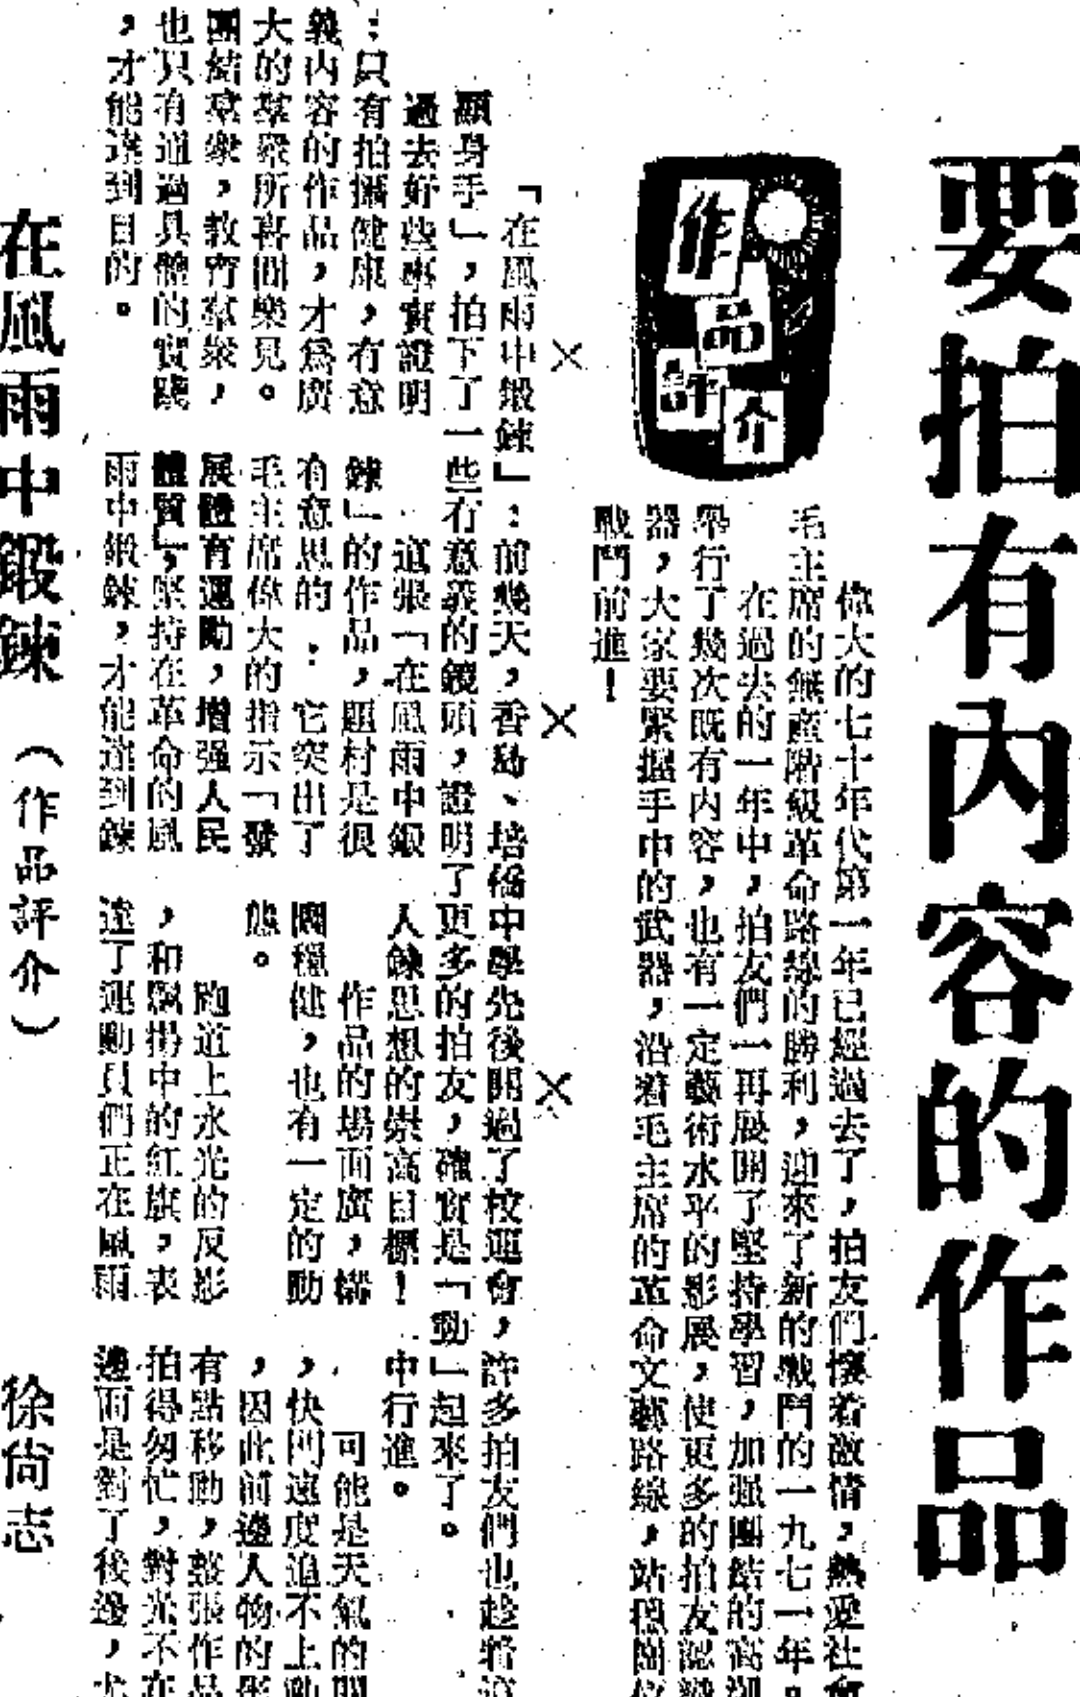 要拍有內容的作品
作品評介
偉大的七十年代第一年已經過去了，拍友們懷着激情，熱愛社會
毛主席的無產階級革命路線的勝利，迎來了新的戰鬥的一九七一年。
在過去的一年中，拍友們一再展開了堅持學習，加强團結的高潮
舉行了幾次既有內容，也有一定藝術水平的影展，使更多的拍友認識
器，大家要緊握手中的武器，沿着毛主席的革命文藝路線，站穩
戰鬥前進！
× × ×
「在風雨中鍛鍊」：前幾天，香島、培僑中學先後開過了校運會，許多拍友們也趁着這
顯身手」，拍下了一些有意義的鏡頭，證明了更多的拍友，確實是「動」起來了。
過去好些事實證明
：只有拍攝健康，有意
義內容的作品，才爲廣
大的羣衆所喜聞樂見。
團結羣衆，教育羣衆，
也只有通過具體的實踐
，才能達到目的。
這張「在風雨中鍛
鍊」的作品，題材是很
有意思的：它突出了
毛主席偉大的指示「發
展體育運動，增强人民
體質」，堅持在革命的風
雨中鍛鍊，才能達到鍊
人鍊思想的崇高目標！
作品的場面廣，構
圖穩健，也有一定的動
態。
跑道上水光的反影
，和飄揚中的紅旗，表
達了運動員們正在風雨
中行進。
可能是天氣的關
，快門速度追不上動
，因此前邊人物的
有點移動，整張作品
拍得匆忙，對光不在
邊而是對了後邊，尤
在風雨中鍛鍊（作品評介）
徐尙志